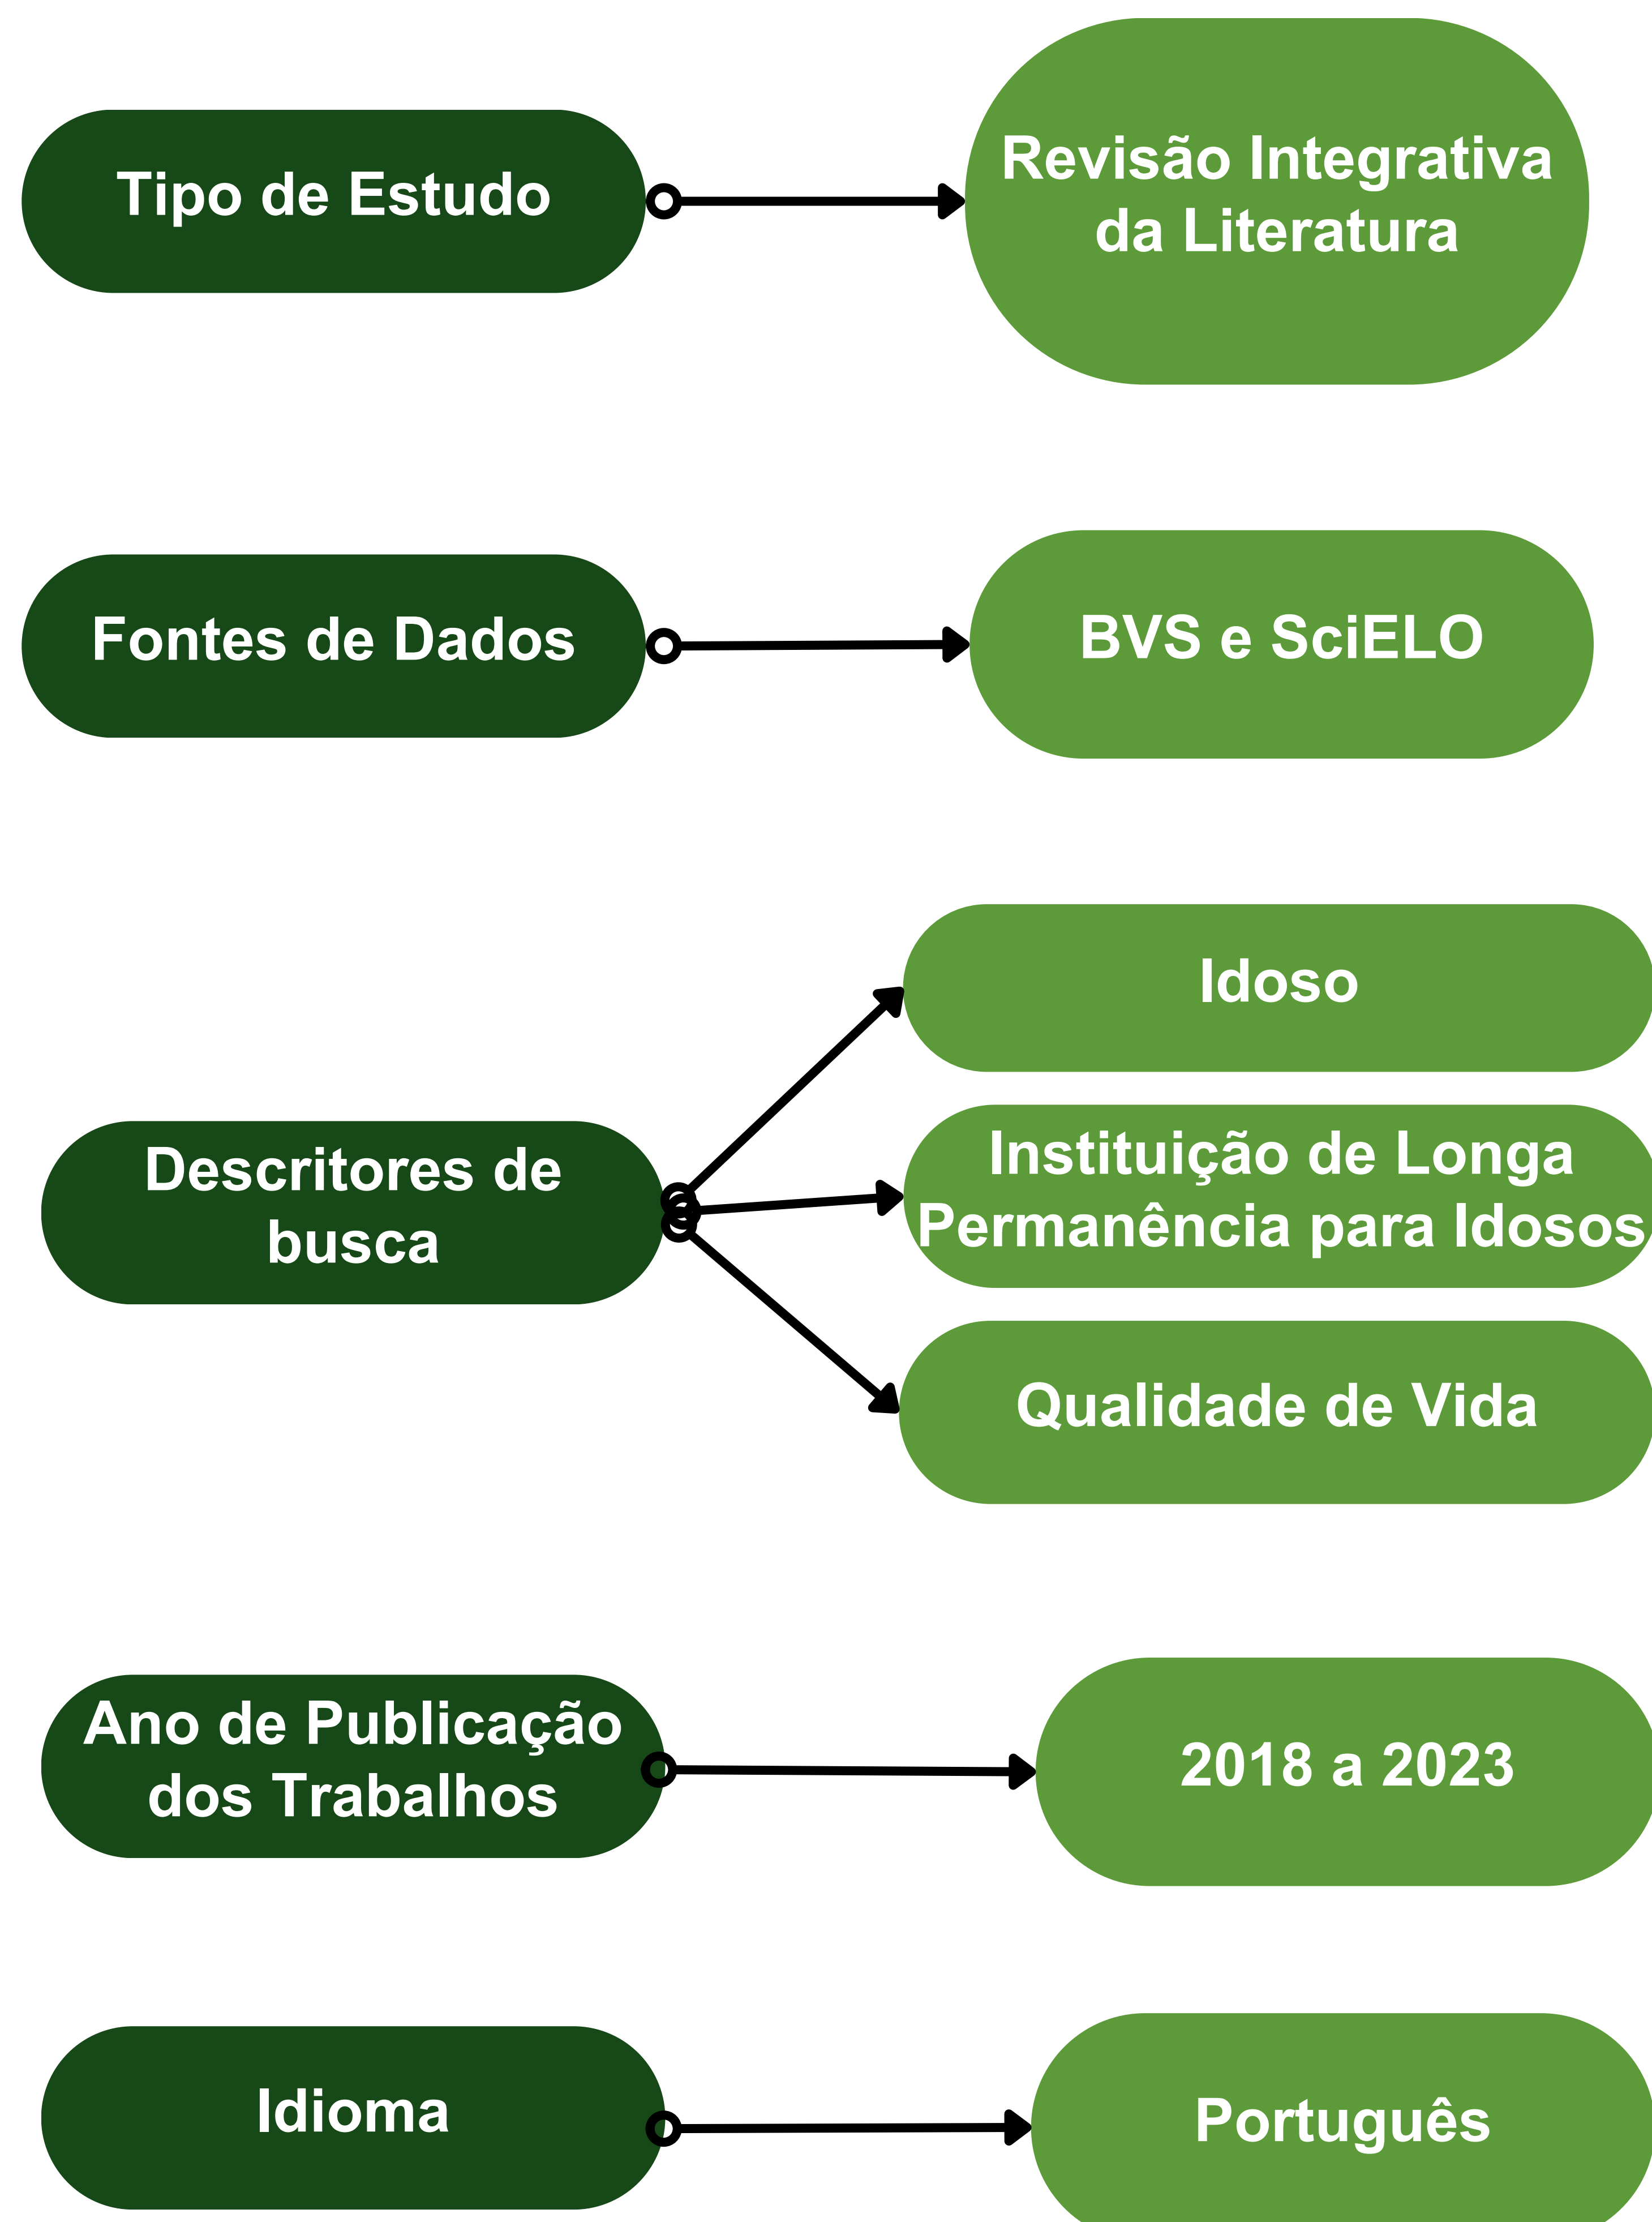 Tipo de Estudo
Revisão Integrativa
da Literatura
Fontes de Dados
BVS e SciELO
Descritores de
busca
Idoso
Instituição de Longa
Permanência para Idosos
Qualidade de Vida
Ano de Publicação
dos Trabalhos
2018 a 2023
Idioma
Português